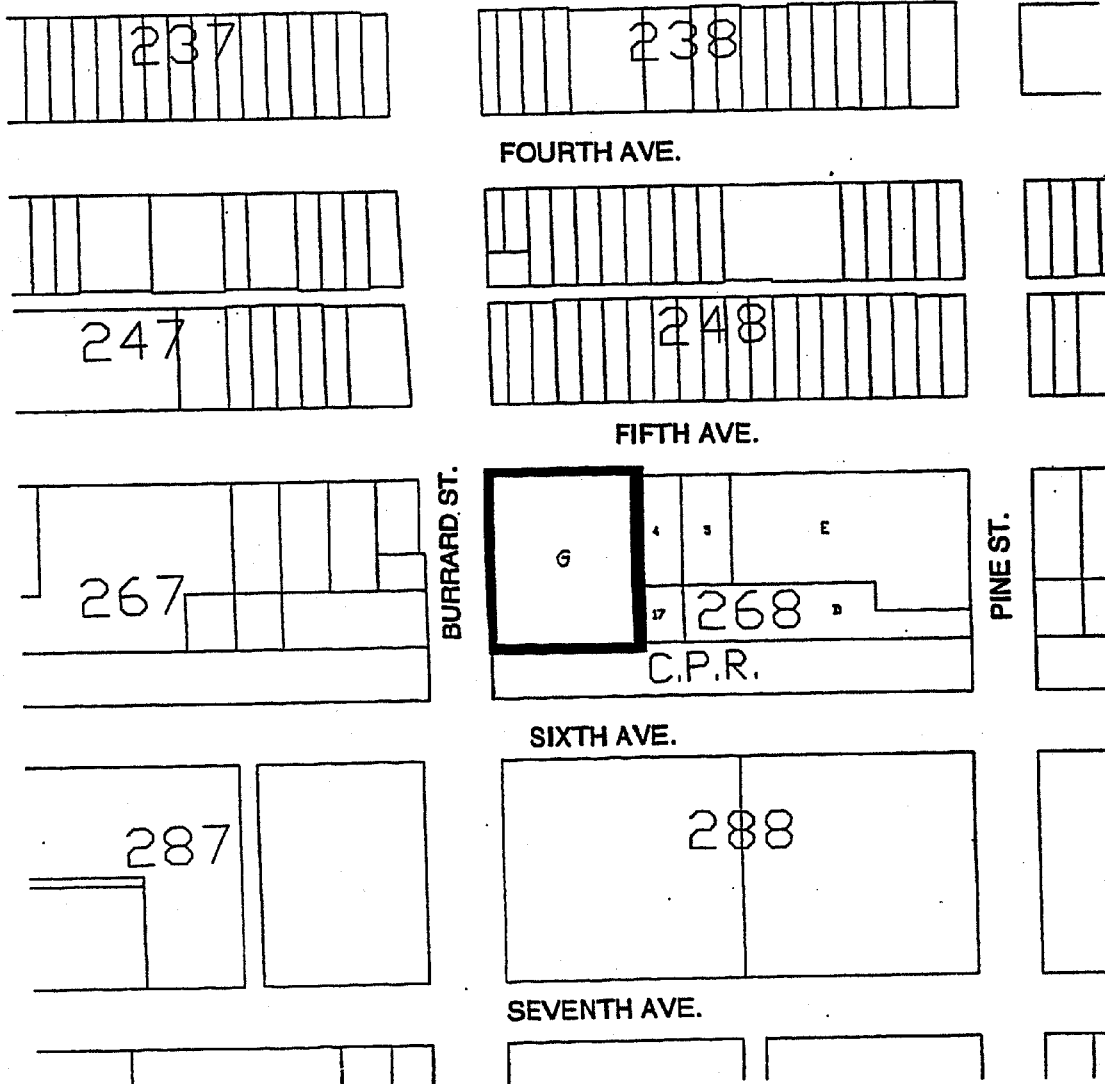 237
238
FOURTH AVE.
247
248
FIFTH AVE.
BURRARD ST.
G
4
3
E
PINE ST.
267
17
268
D
C.P.R.
SIXTH AVE.
287
288
SEVENTH AVE.